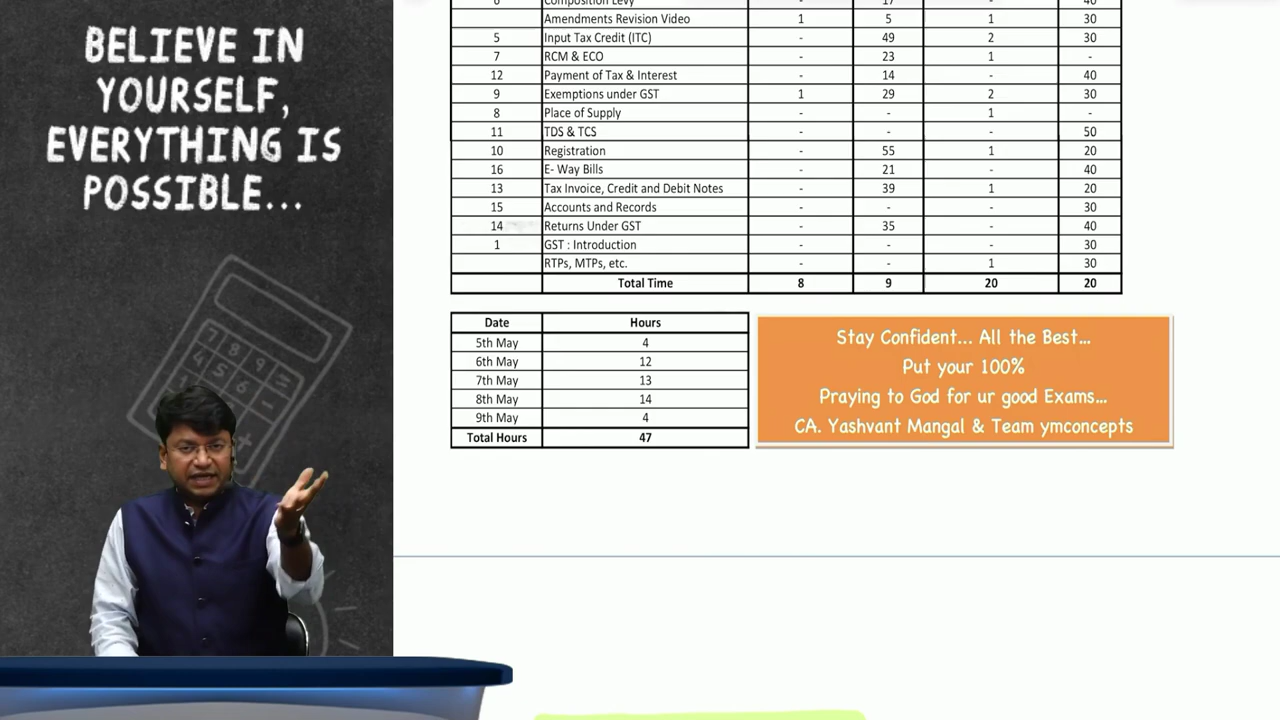 BELIEVE IN
YOURSELF,
EVERYTHING IS
POSSIBLE...
6 Composition Levy - 17 - 40
Amendments Revision Video 1 5 1 30
5 Input Tax Credit (ITC) - 49 2 30
7 RCM & ECO - 23 1 -
12 Payment of Tax & Interest - 14 - 40
9 Exemptions under GST 1 29 2 30
8 Place of Supply - - 1 -
11 TDS & TCS - - - 50
10 Registration - 55 1 20
16 E- Way Bills - 21 - 40
13 Tax Invoice, Credit and Debit Notes - 39 1 20
15 Accounts and Records - - - 30
14 Returns Under GST - 35 - 40
1 GST : Introduction - - - 30
RTPs, MTPs, etc. - - 1 30
Total Time 8 9 20 20
Date Hours
5th May 4
6th May 12
7th May 13
8th May 14
9th May 4
Total Hours 47
Stay Confident... All the Best...
Put your 100%
Praying to God for ur good Exams...
CA. Yashvant Mangal & Team ymconcepts